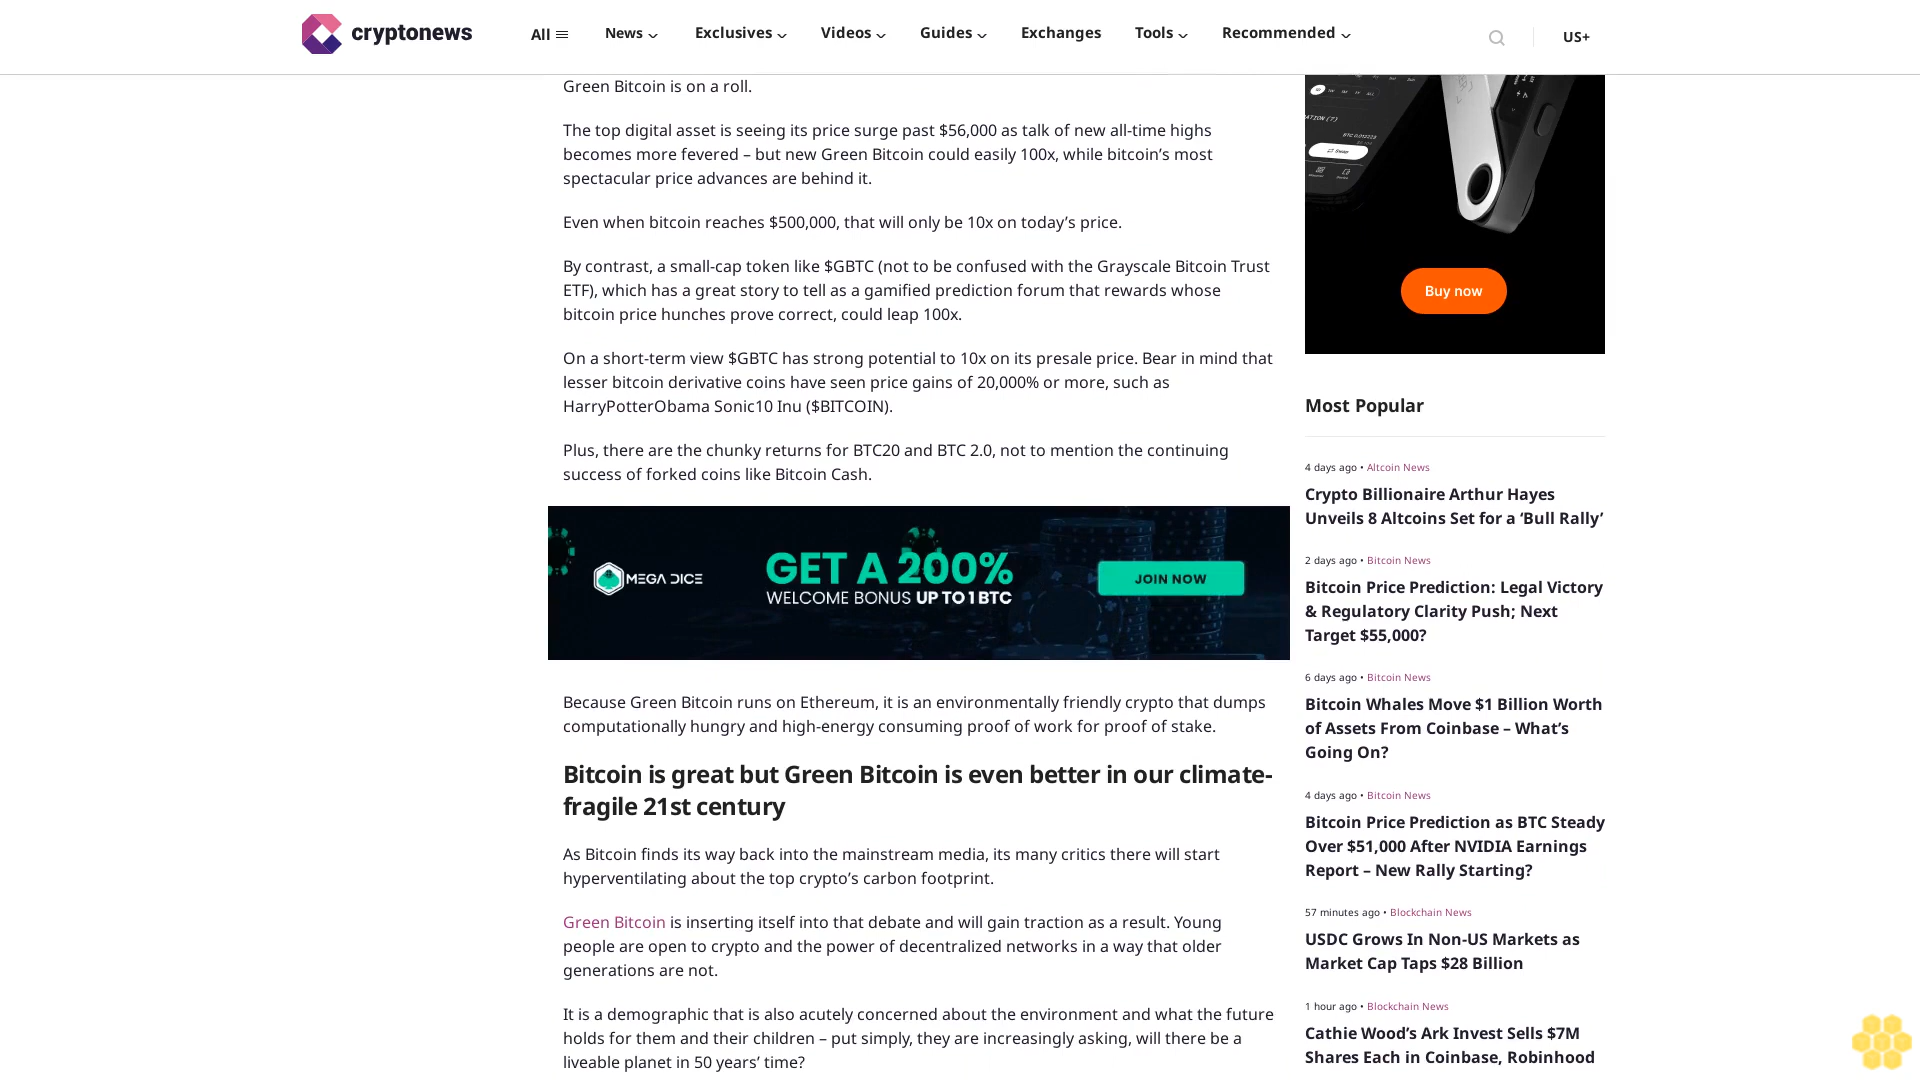 cryptonews
All
News
Exclusives
Videos
Guides
Exchanges
Tools
Recommended
US+
Green Bitcoin is on a roll.
The top digital asset is seeing its price surge past $56,000 as talk of new all-time highs
becomes more fevered – but new Green Bitcoin could easily 100x, while bitcoin’s most
spectacular price advances are behind it.
Even when bitcoin reaches $500,000, that will only be 10x on today’s price.
By contrast, a small-cap token like $GBTC (not to be confused with the Grayscale Bitcoin Trust
ETF), which has a great story to tell as a gamified prediction forum that rewards whose
bitcoin price hunches prove correct, could leap 100x.
On a short-term view $GBTC has strong potential to 10x on its presale price. Bear in mind that
lesser bitcoin derivative coins have seen price gains of 20,000% or more, such as
HarryPotterObama Sonic10 Inu ($BITCOIN).
Plus, there are the chunky returns for BTC20 and BTC 2.0, not to mention the continuing
success of forked coins like Bitcoin Cash.
MEGA DICE
GET A 200%
WELCOME BONUS UP TO 1 BTC
JOIN NOW
Because Green Bitcoin runs on Ethereum, it is an environmentally friendly crypto that dumps
computationally hungry and high-energy consuming proof of work for proof of stake.
Bitcoin is great but Green Bitcoin is even better in our climate-
fragile 21st century
As Bitcoin finds its way back into the mainstream media, its many critics there will start
hyperventilating about the top crypto’s carbon footprint.
Green Bitcoin is inserting itself into that debate and will gain traction as a result. Young
people are open to crypto and the power of decentralized networks in a way that older
generations are not.
It is a demographic that is also acutely concerned about the environment and what the future
holds for them and their children – put simply, they are increasingly asking, will there be a
liveable planet in 50 years’ time?
Swap
Buy now
Most Popular
4 days ago • Altcoin News
Crypto Billionaire Arthur Hayes
Unveils 8 Altcoins Set for a ‘Bull Rally’
2 days ago • Bitcoin News
Bitcoin Price Prediction: Legal Victory
& Regulatory Clarity Push; Next
Target $55,000?
6 days ago • Bitcoin News
Bitcoin Whales Move $1 Billion Worth
of Assets From Coinbase – What’s
Going On?
4 days ago • Bitcoin News
Bitcoin Price Prediction as BTC Steady
Over $51,000 After NVIDIA Earnings
Report – New Rally Starting?
57 minutes ago • Blockchain News
USDC Grows In Non-US Markets as
Market Cap Taps $28 Billion
1 hour ago • Blockchain News
Cathie Wood’s Ark Invest Sells $7M
Shares Each in Coinbase, Robinhood